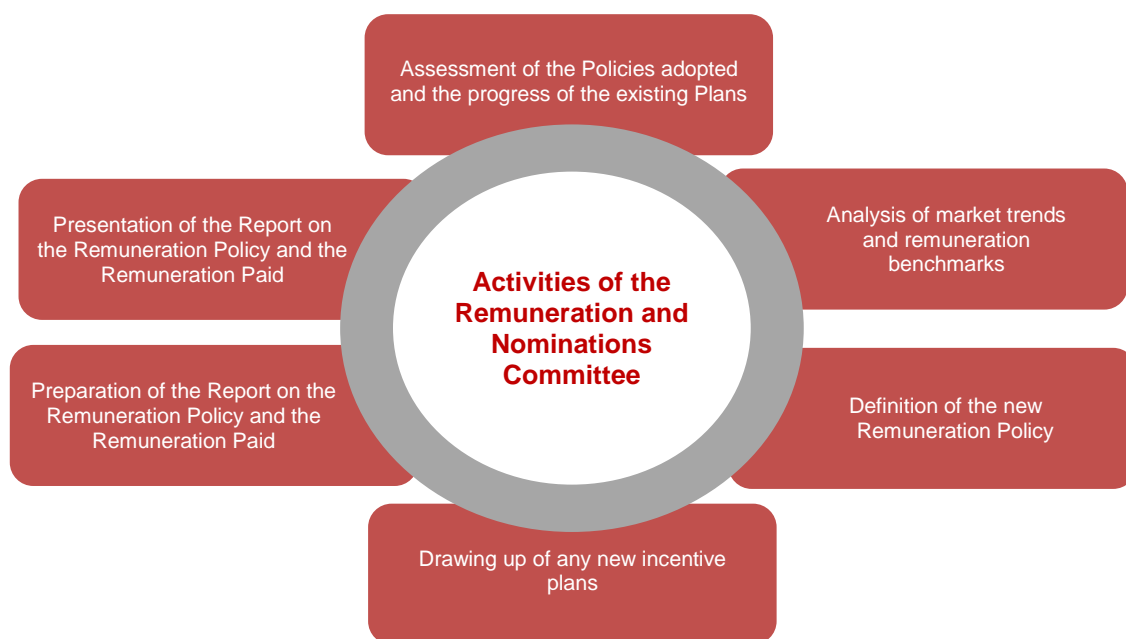 Assessment of the Policies adopted
and the progress of the existing Plans
Analysis of market trends
and remuneration
benchmarks
Definition of the new
Remuneration Policy
Drawing up of any new incentive
plans
Preparation of the Report on the
Remuneration Policy and the
Remuneration Paid
Presentation of the Report on
the Remuneration Policy and the
Remuneration Paid
Activities of the
Remuneration and
Nominations
Committee